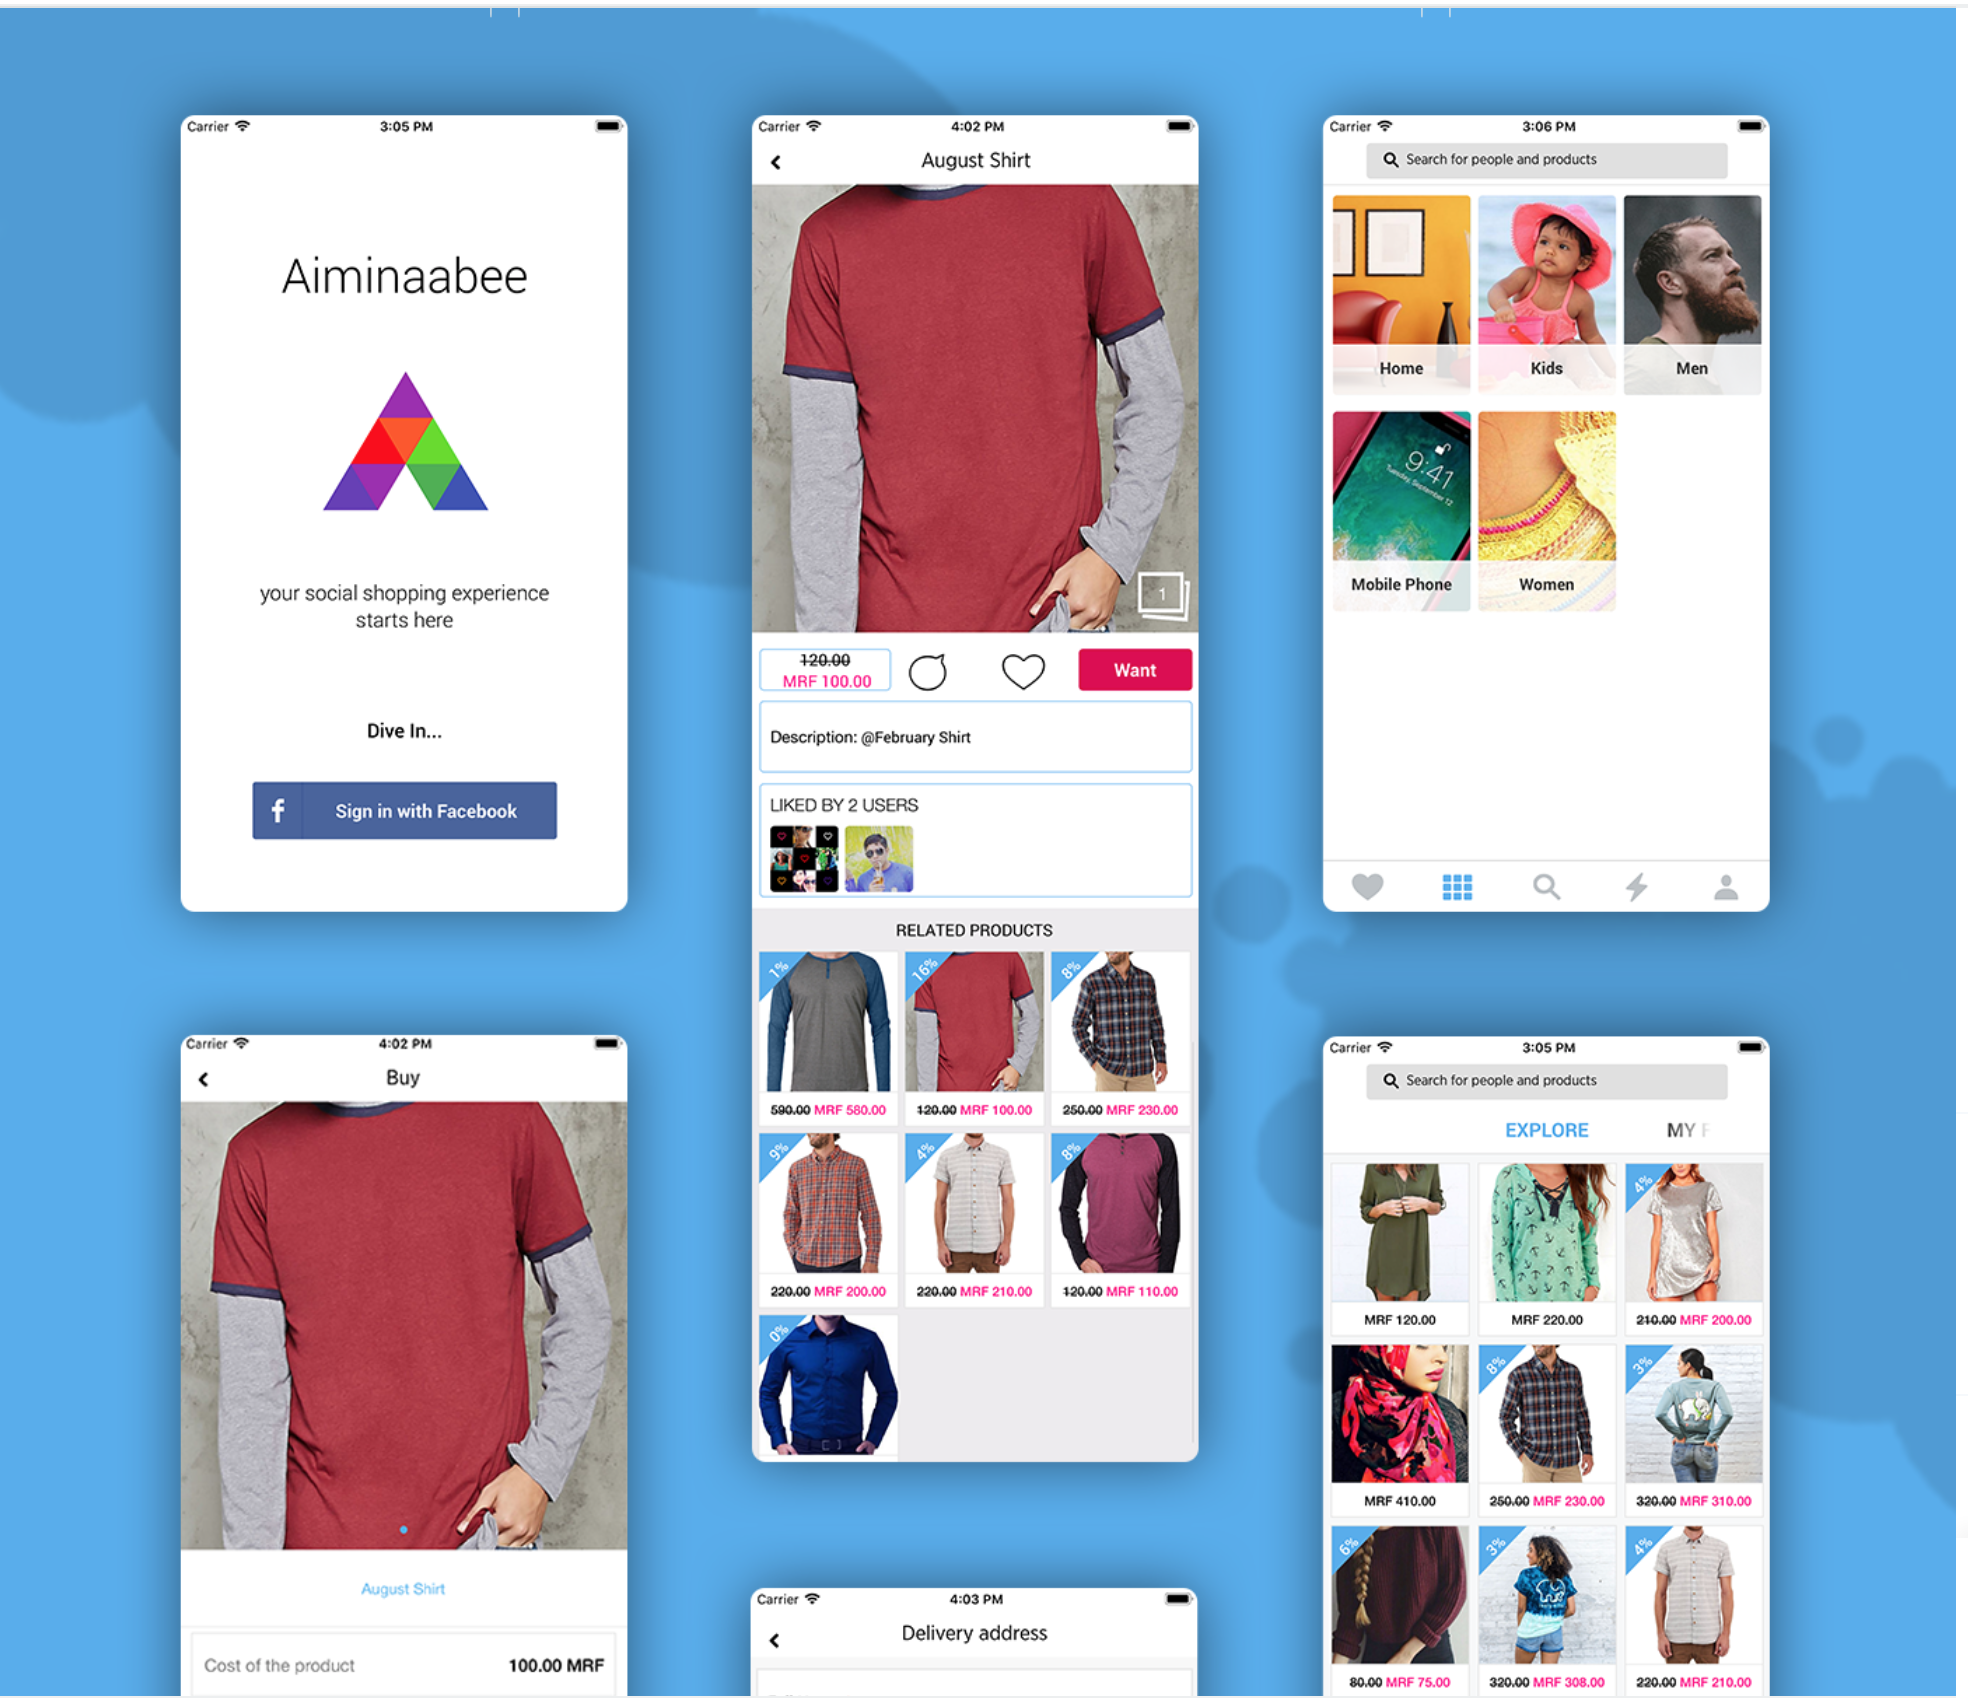 Carrier
3:05 PM
Aiminaabee
your social shopping experience
starts here
Dive In...
f
Sign in with Facebook
Carrier
4:02 PM
August Shirt
1
120.00
MRF 100.00
Want
Description: @February Shirt
LIKED BY 2 USERS
RELATED PRODUCTS
1%
16%
8%
590.00 MRF 580.00
120.00 MRF 100.00
250.00 MRF 230.00
9%
4%
8%
220.00 MRF 200.00
220.00 MRF 210.00
120.00 MRF 110.00
0%
Carrier
3:06 PM
Search for people and products
Home
Kids
Men
9:41
Tuesday, September 12
Mobile Phone
Women
Carrier
4:02 PM
Buy
August Shirt
Cost of the product
100.00 MRF
Carrier
4:03 PM
Delivery address
Carrier
3:05 PM
Search for people and products
EXPLORE
MY F
4%
MRF 120.00
MRF 220.00
210.00 MRF 200.00
8%
3%
MRF 410.00
250.00 MRF 230.00
320.00 MRF 310.00
6%
3%
4%
80.00 MRF 75.00
320.00 MRF 308.00
220.00 MRF 210.00